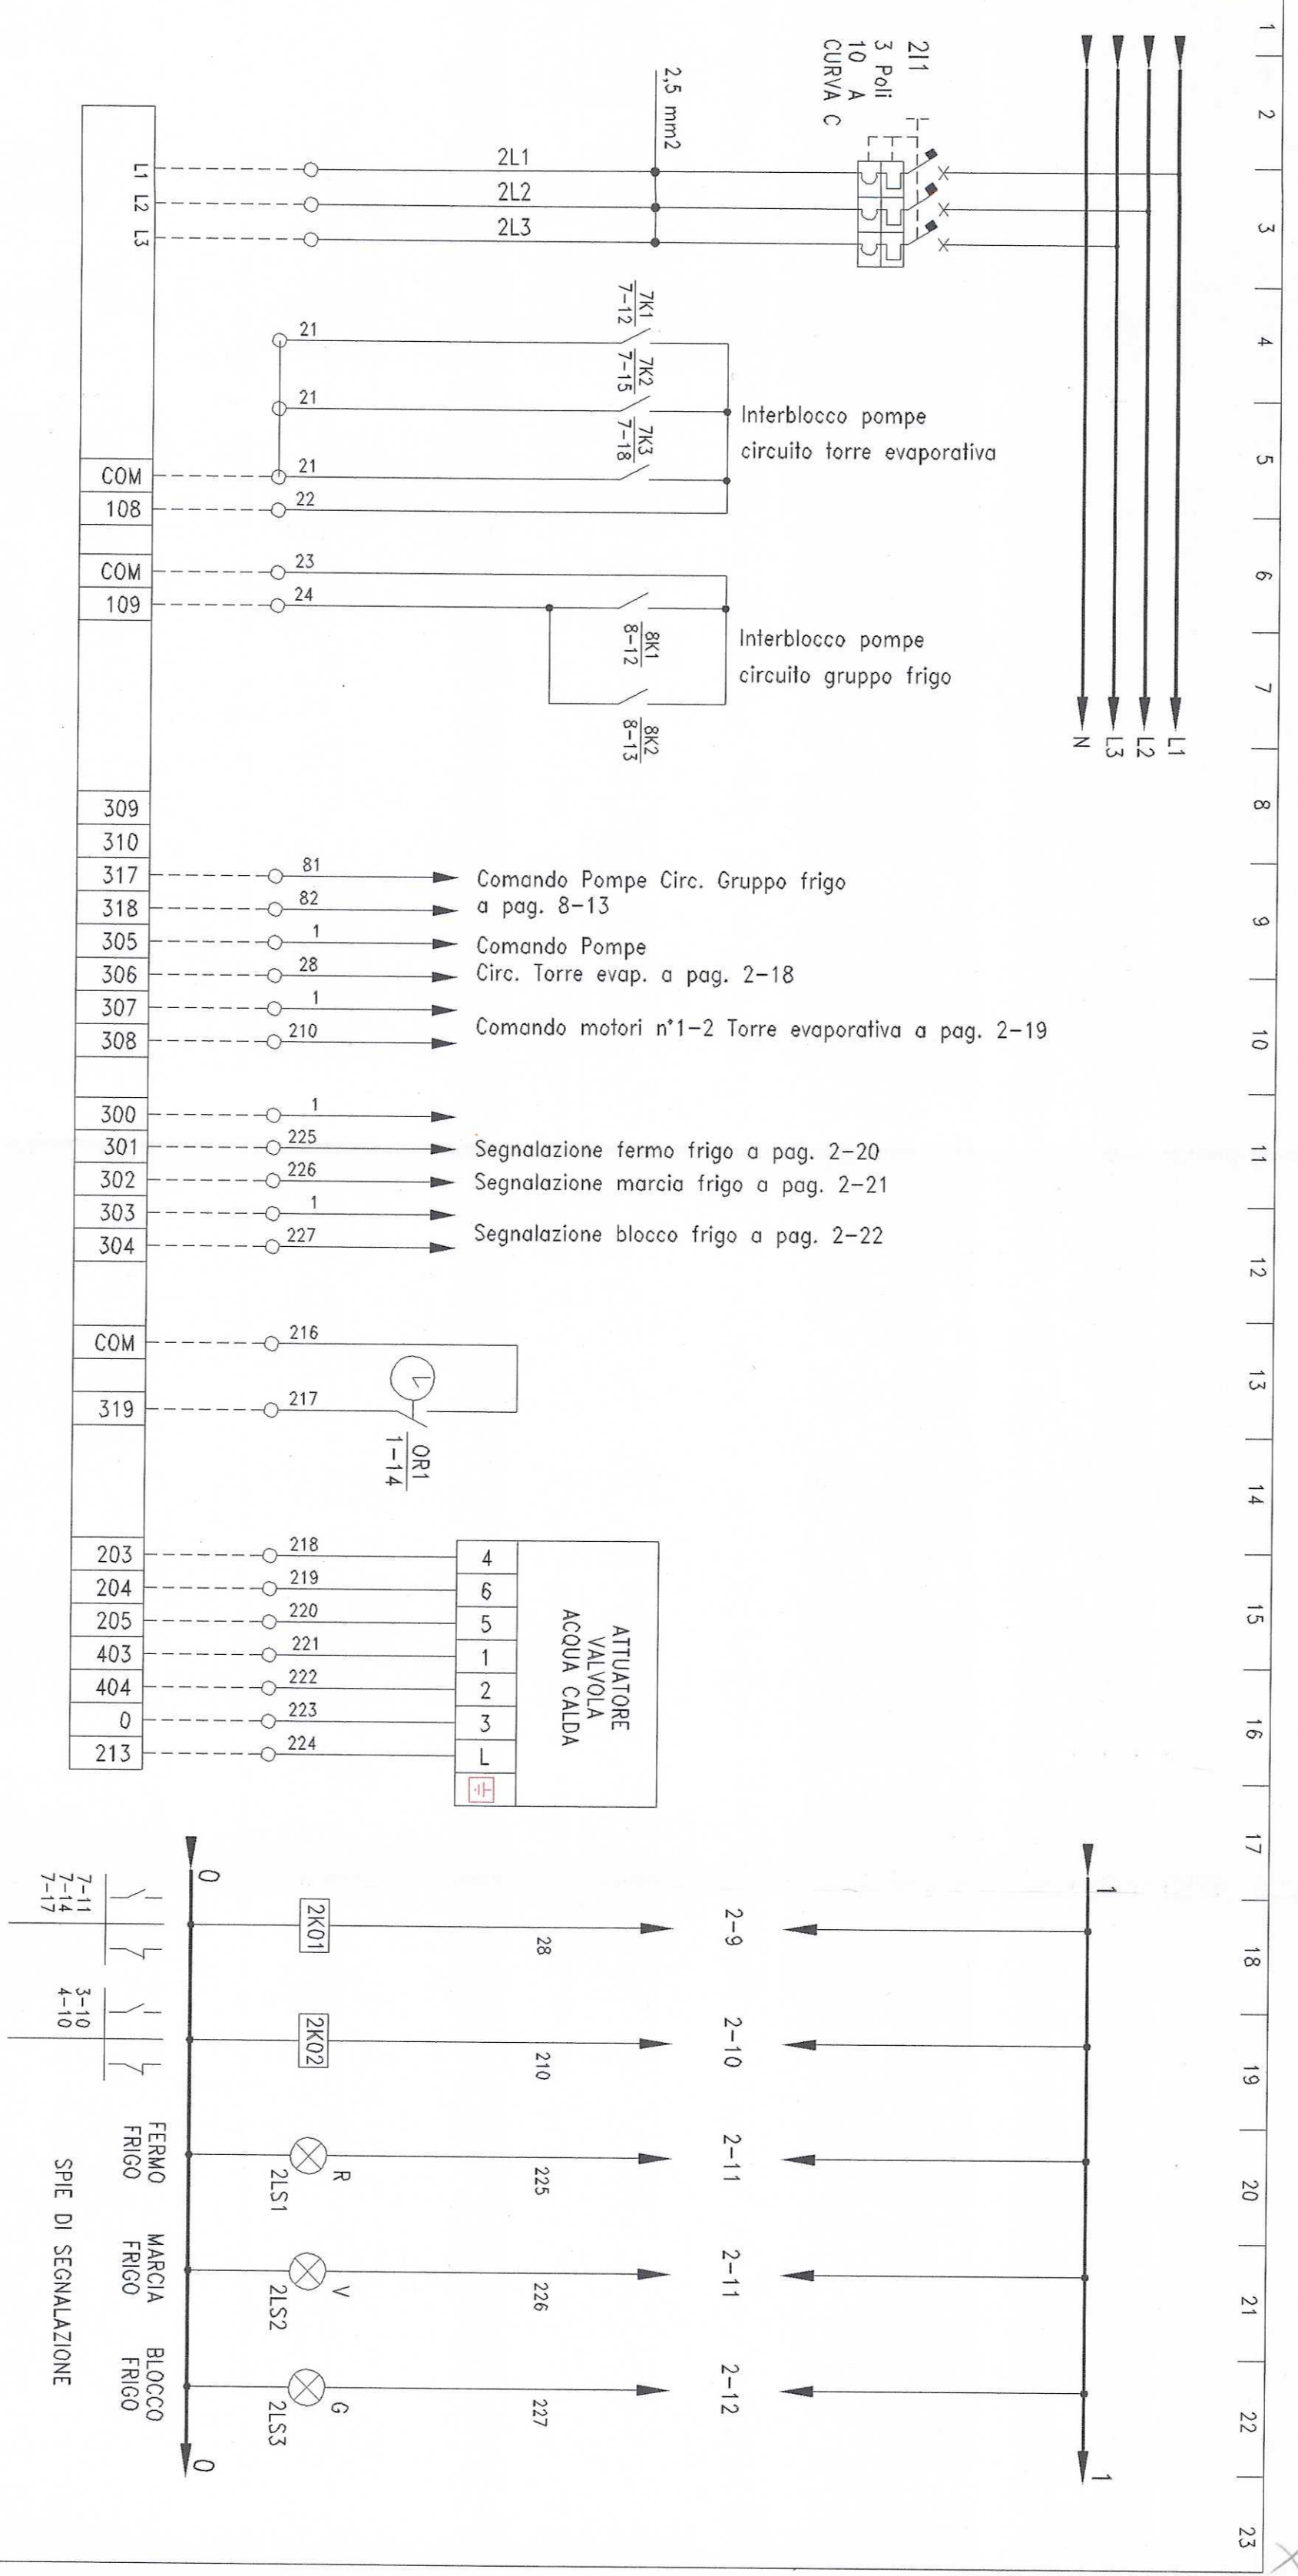 1
2
3
4
5
6
7
8
9
10
11
12
13
14
15
16
17
18
19
20
21
22
23
L1
L2
L3
N
2I1
3 Poli
10 A
CURVA C
2,5 mm2
2L1
2L2
2L3
L1
L2
L3
7K1
7-12
21
7K2
7-15
21
7K3
7-18
21
Interblocco pompe
circuito torre evaporativa
COM
108
22
COM
23
109
24
8K1
8-12
8K2
8-13
Interblocco pompe
circuito gruppo frigo
309
310
317
81
Comando Pompe Circ. Gruppo frigo
318
82
a pag. 8-13
305
1
Comando Pompe
306
28
Circ. Torre evap. a pag. 2-18
307
1
308
210
Comando motori n°1-2 Torre evaporativa a pag. 2-19
300
1
301
225
Segnalazione fermo frigo a pag. 2-20
302
226
Segnalazione marcia frigo a pag. 2-21
303
1
304
227
Segnalazione blocco frigo a pag. 2-22
COM
216
319
217
OR1
1-14
203
218
4
204
219
6
205
220
5
403
221
1
404
222
2
0
223
3
213
224
L
ATTUATORE
VALVOLA
ACQUA CALDA
1
1
0
0
2-9
28
2K01
7-11
7-14
7-17
2-10
210
2K02
3-10
4-10
2-11
225
R
2LS1
FERMO
FRIGO
2-11
226
V
2LS2
MARCIA
FRIGO
2-12
227
G
2LS3
BLOCCO
FRIGO
SPIE DI SEGNALAZIONE